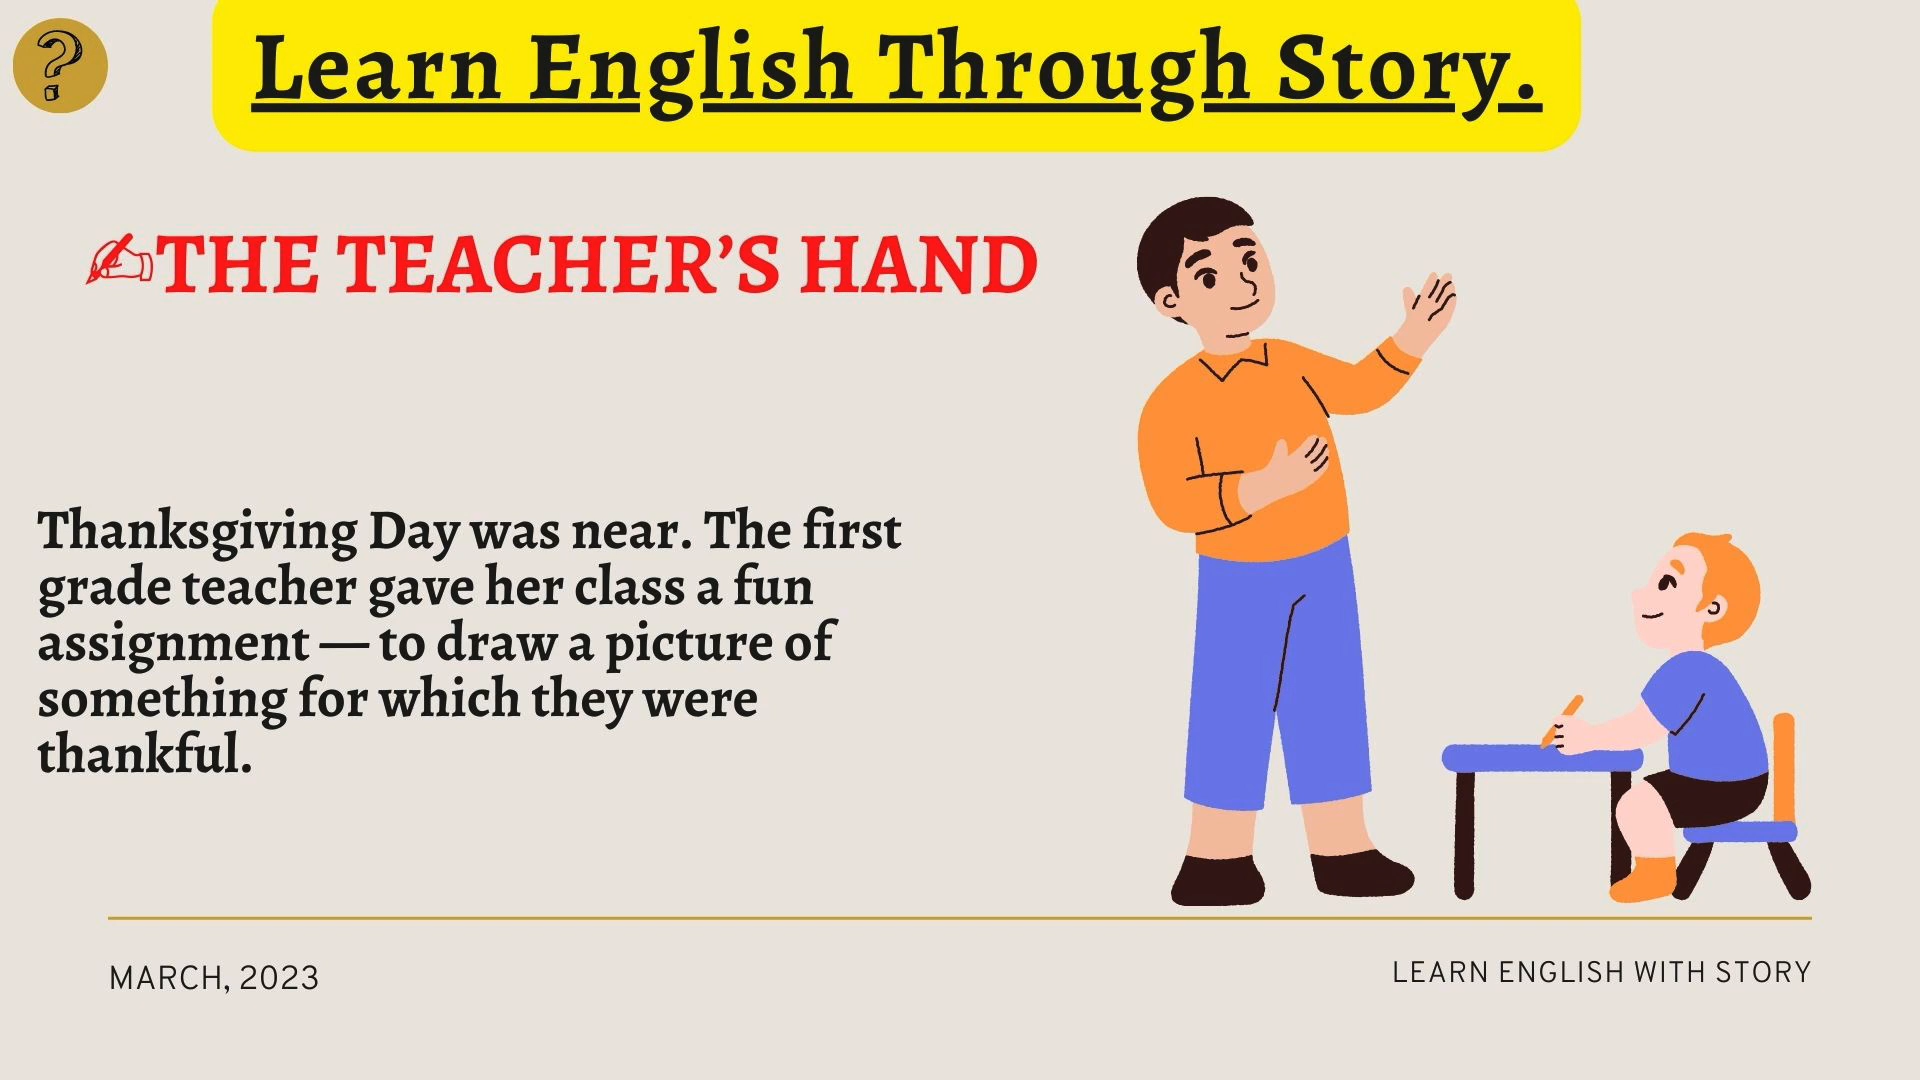 ?
Learn English Through Story.
✍THE TEACHER’S HAND
Thanksgiving Day was near. The first
grade teacher gave her class a fun
assignment — to draw a picture of
something for which they were
thankful.
MARCH, 2023
LEARN ENGLISH WITH STORY